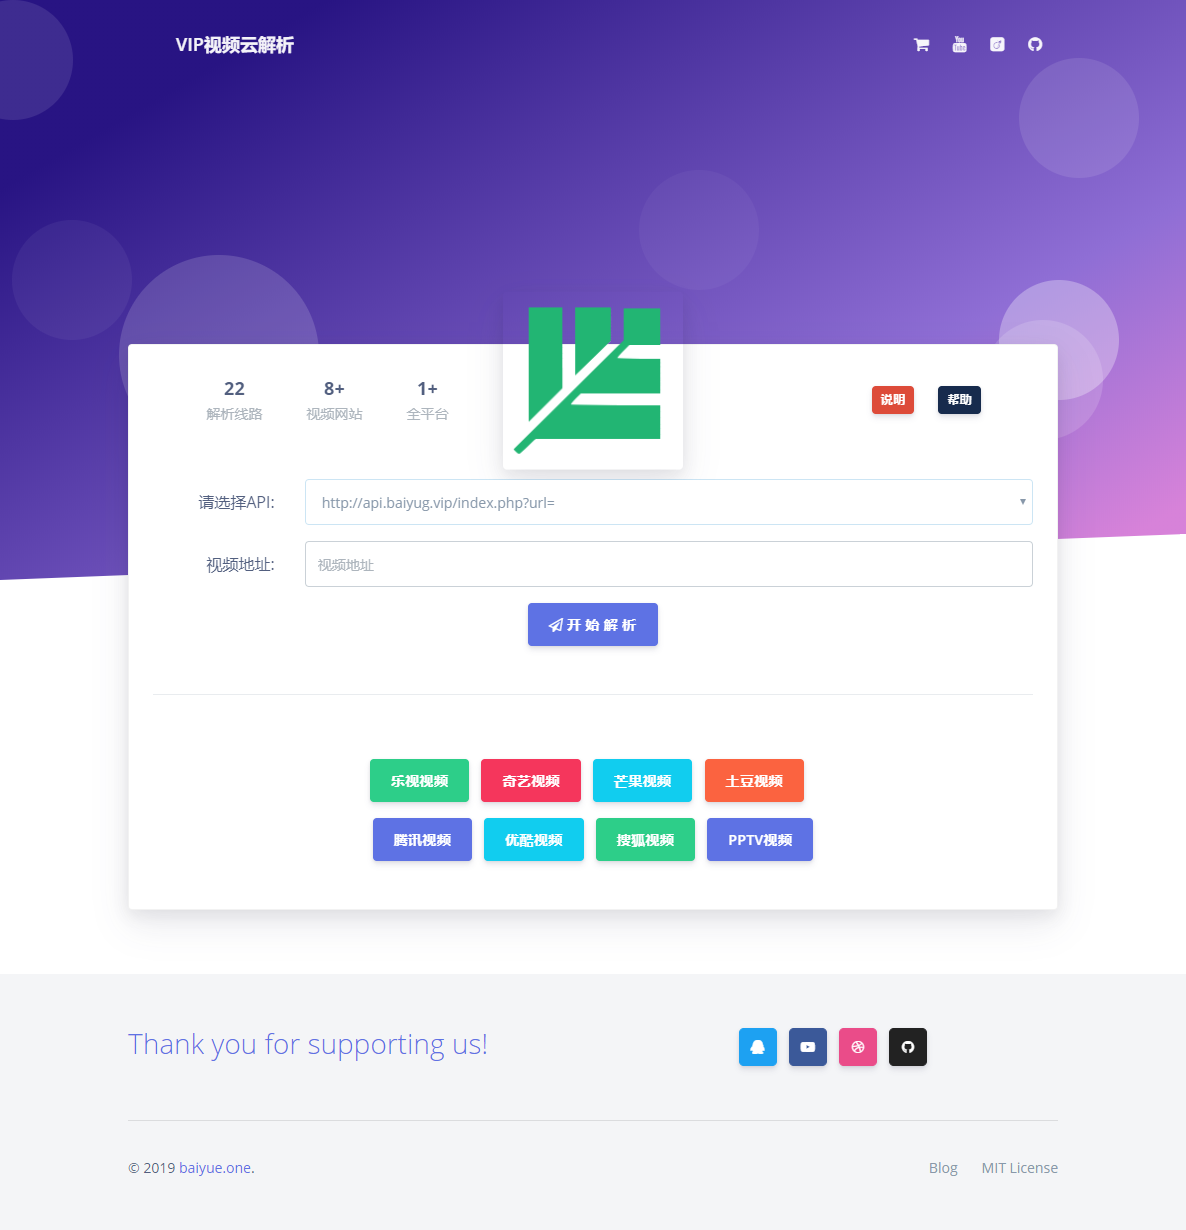 VIP视频云解析
22
解析线路
8+
视频网站
1+
全平台
说明
帮助
请选择API:
http://api.baiyug.vip/index.php?url=
视频地址:
视频地址
开 始 解 析
乐视视频
奇艺视频
芒果视频
土豆视频
腾讯视频
优酷视频
搜狐视频
PPTV视频
Thank you for supporting us!
© 2019 baiyue.one.
Blog
MIT License